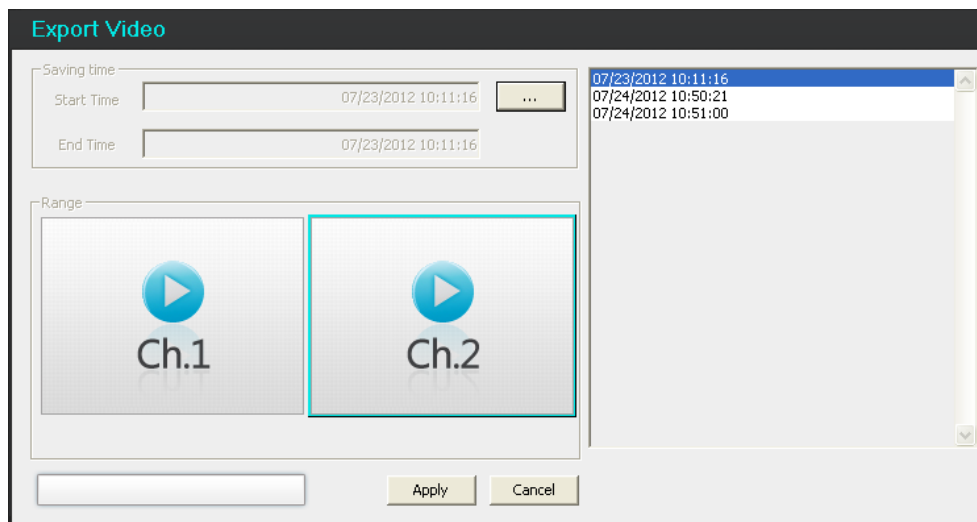 Export Video
Saving time
Start Time 07/23/2012 10:11:16 ...
End Time 07/23/2012 10:11:16
Range
Ch.1
Ch.2
07/23/2012 10:11:16
07/24/2012 10:50:21
07/24/2012 10:51:00
Apply
Cancel